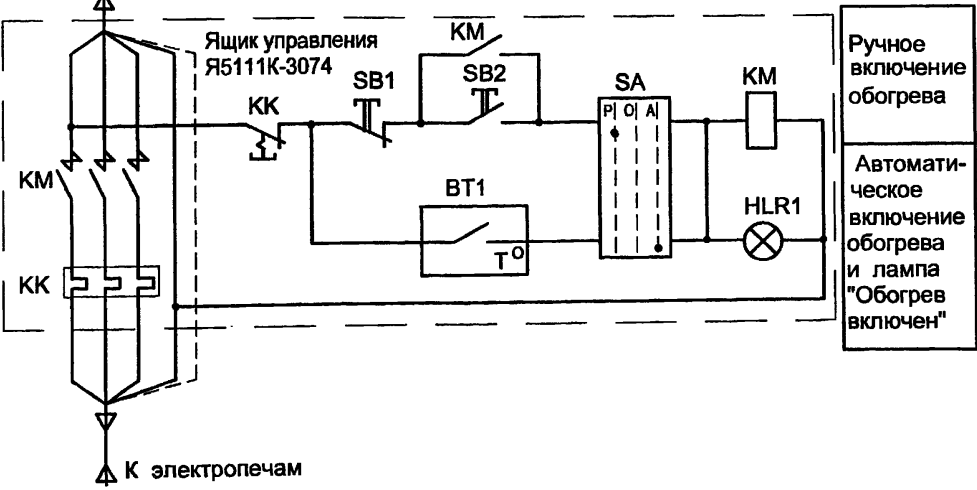 Ящик управления
Я5111К-3074
KK
SB1
KM
SB2
SA
P O A
KM
BT1
T°
HLR1
KM
KK
К электропечам
Ручное
включение
обогрева
Автомати-
ческое
включение
обогрева
и лампа
"Обогрев
включен"